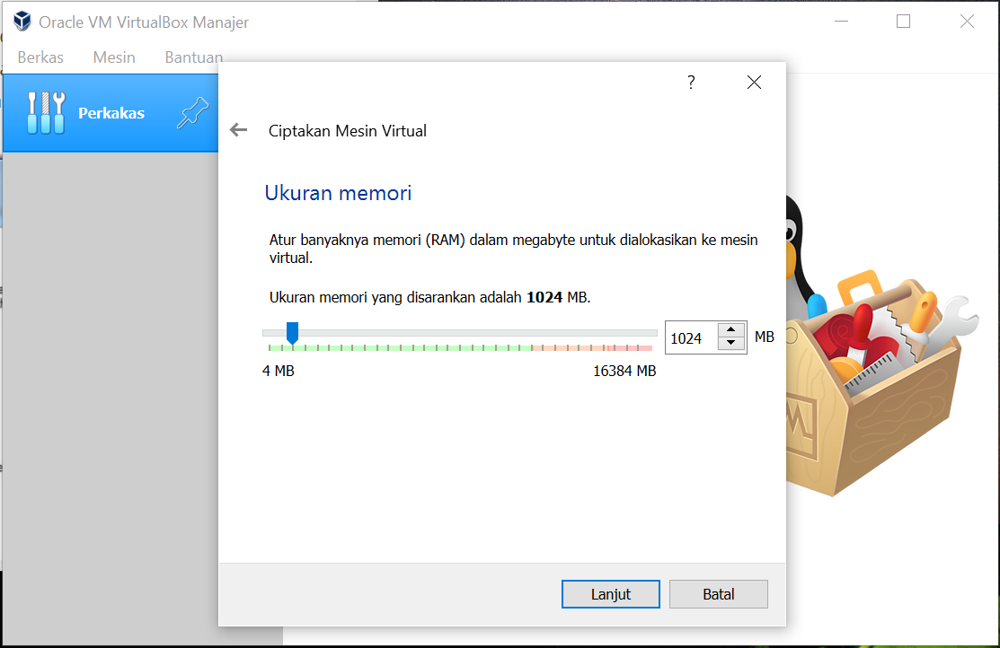 Oracle VM VirtualBox Manajer
Berkas Mesin Bantuan
Perkakas
?
Ciptakan Mesin Virtual
Ukuran memori
Atur banyaknya memori (RAM) dalam megabyte untuk dialokasikan ke mesin
virtual.
Ukuran memori yang disarankan adalah 1024 MB.
1024 MB
4 MB 16384 MB
Lanjut Batal